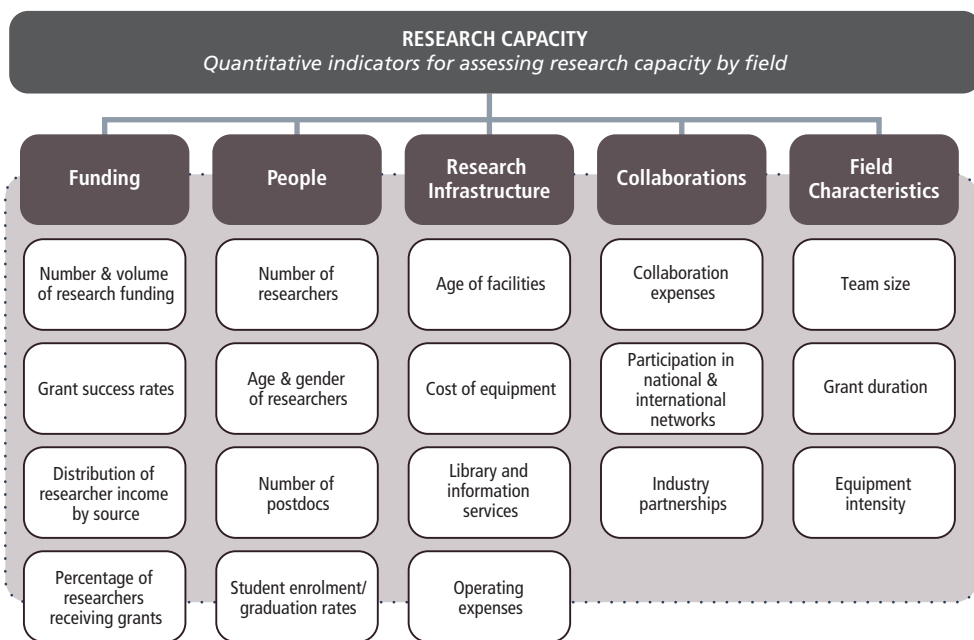 RESEARCH CAPACITY
Quantitative indicators for assessing research capacity by field
Funding
People
Research
Infrastructure
Collaborations
Field
Characteristics
Number & volume
of research funding
Number of
researchers
Age of facilities
Collaboration
expenses
Team size
Grant success rates
Age & gender
of researchers
Cost of equipment
Participation in
national &
international
networks
Grant duration
Distribution of
researcher income
by source
Number of
postdocs
Library and
information
services
Industry
partnerships
Equipment
intensity
Percentage of
researchers
receiving grants
Student enrolment/
graduation rates
Operating
expenses